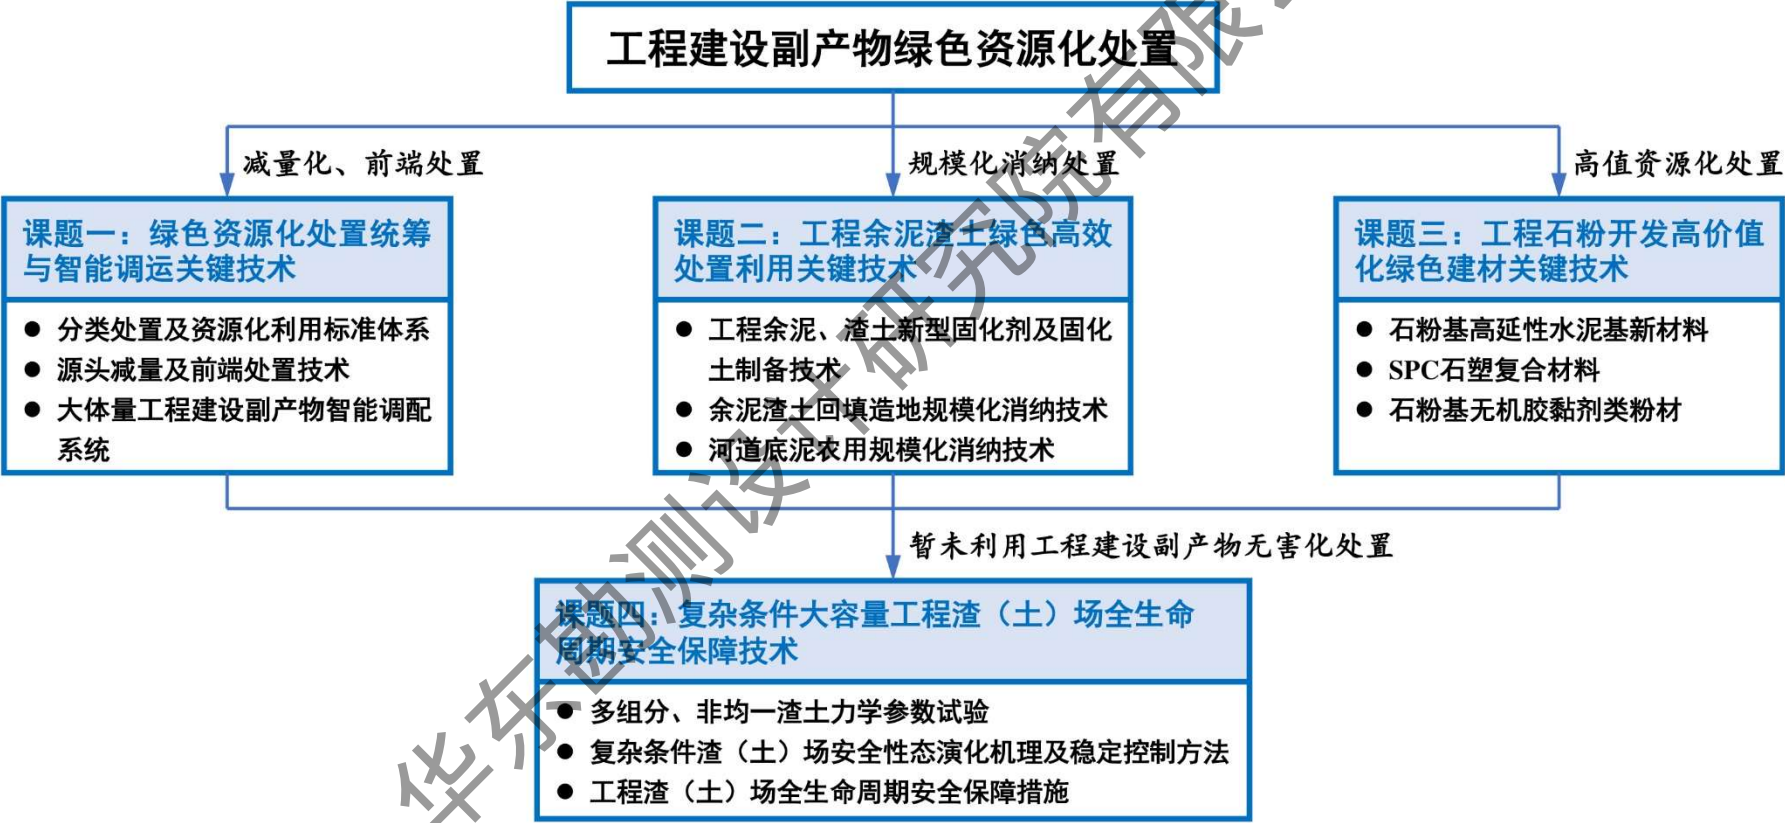 工程建设副产物绿色资源化处置
减量化、前端处置
规模化消纳处置
高值资源化处置
课题一：绿色资源化处置统筹
与智能调运关键技术
● 分类处置及资源化利用标准体系
● 源头减量及前端处置技术
● 大体量工程建设副产物智能调配
系统
课题二：工程余泥渣土绿色高效
处置利用关键技术
● 工程余泥、渣土新型固化剂及固化
土制备技术
● 余泥渣土回填造地规模化消纳技术
● 河道底泥农用规模化消纳技术
课题三：工程石粉开发高价值
化绿色建材关键技术
● 石粉基高延性水泥基新材料
● SPC石塑复合材料
● 石粉基无机胶黏剂类粉材
暂未利用工程建设副产物无害化处置
课题四：复杂条件大容量工程渣（土）场全生命
周期安全保障技术
● 多组分、非均一渣土力学参数试验
● 复杂条件渣（土）场安全性态演化机理及稳定控制方法
● 工程渣（土）场全生命周期安全保障措施
华东勘测设计研究院有限